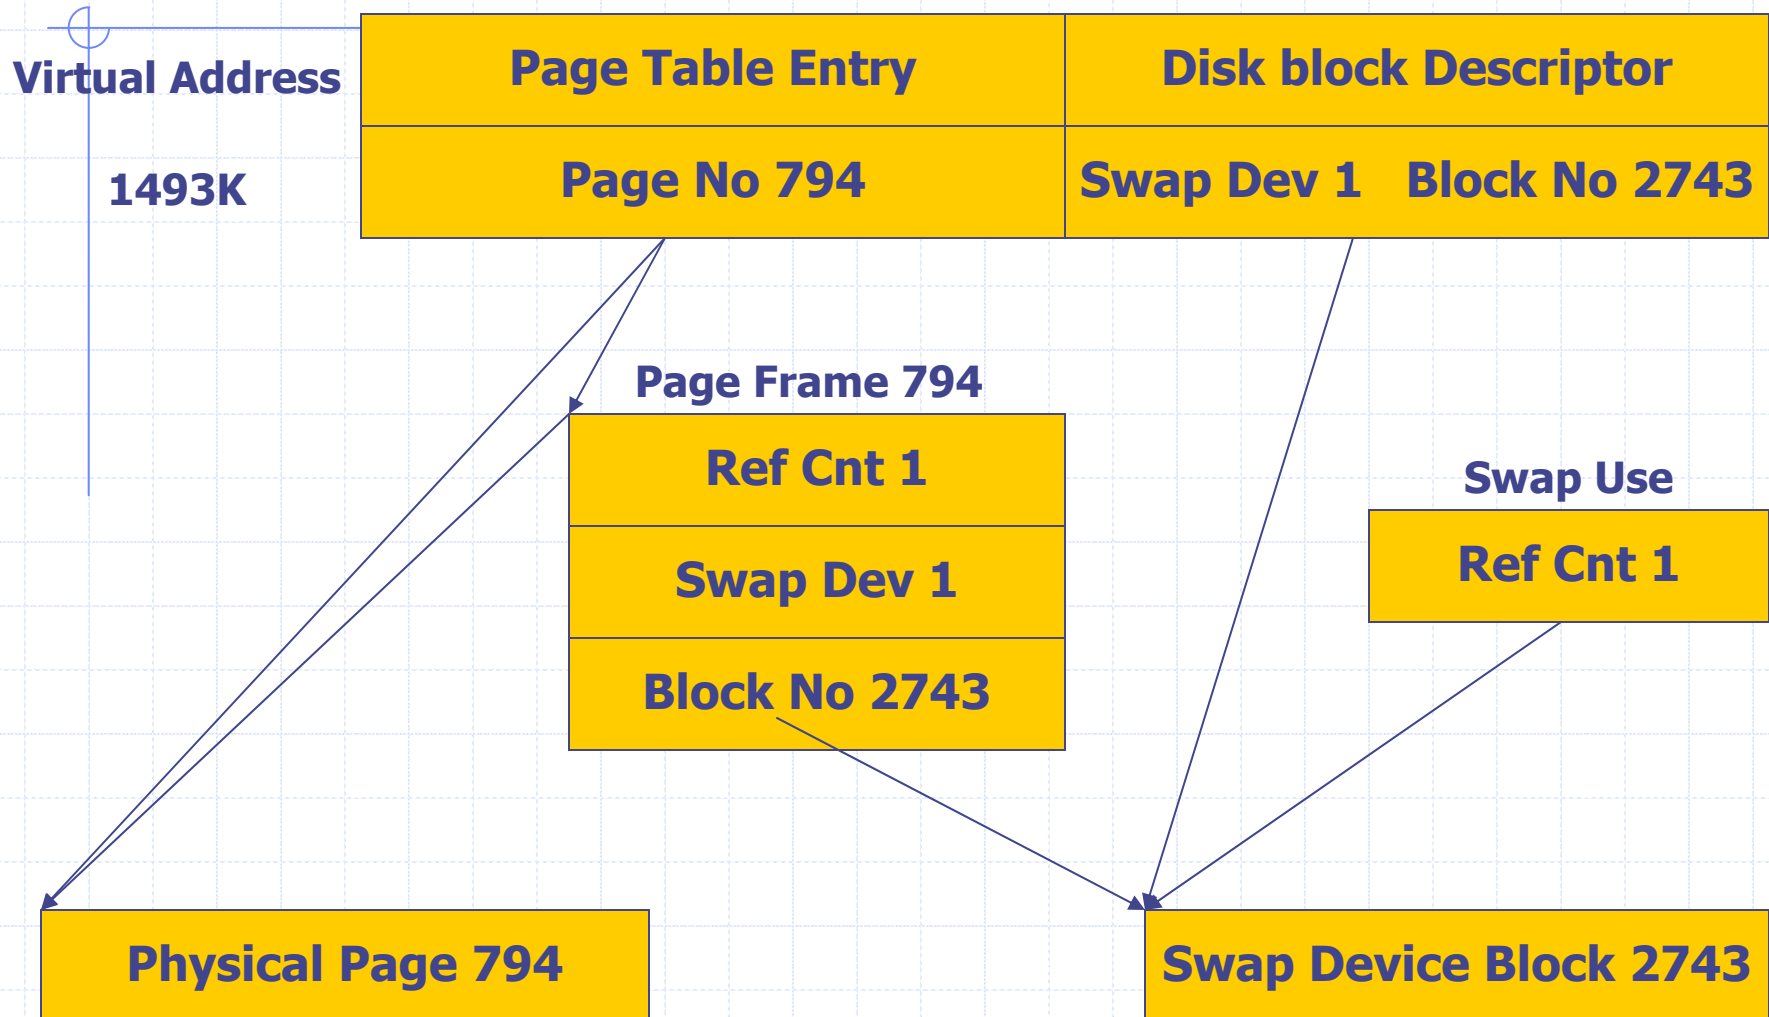 Virtual Address
Page Table Entry
Disk block Descriptor
1493K
Page No 794
Swap Dev 1 Block No 2743
Page Frame 794
Ref Cnt 1
Swap Dev 1
Block No 2743
Swap Use
Ref Cnt 1
Physical Page 794
Swap Device Block 2743